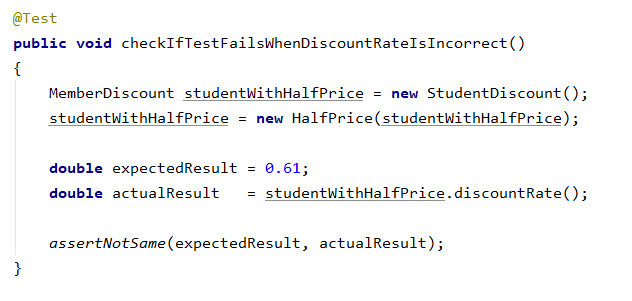 @Test
public void checkIfTestFailsWhenDiscountRateIsIncorrect()
{
    MemberDiscount studentWithHalfPrice = new StudentDiscount();
    studentWithHalfPrice = new HalfPrice(studentWithHalfPrice);

    double expectedResult = 0.61;
    double actualResult   = studentWithHalfPrice.discountRate();

    assertNotSame(expectedResult, actualResult);
}